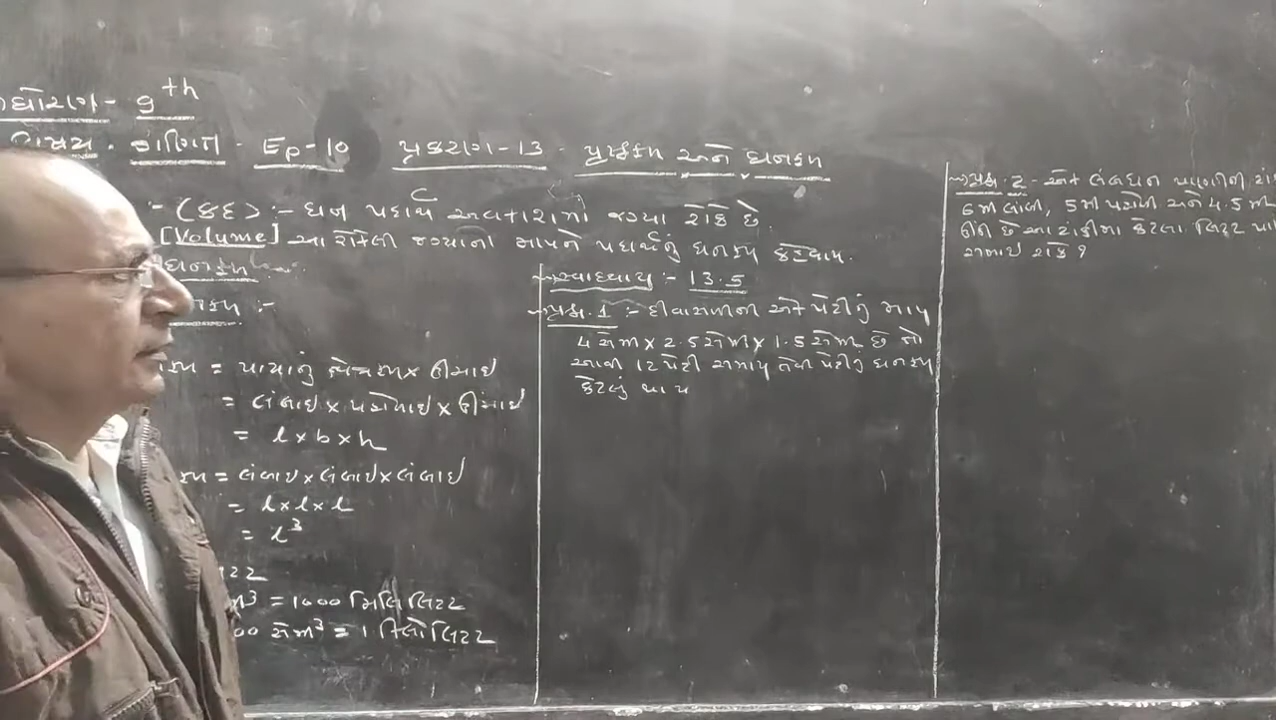 ધોરણ- 9th
વિષય. ગણિત - Ep-10 પ્રકરણ-13 - પૃષ્ઠફળ અને ઘનફળ
:- (કદ) :- ઘન પદાર્થ અવકાશમાં જગ્યા રોકે છે.
[Volume] આ રોકેલી જગ્યાના માપને પદાર્થનું ઘનફળ કહેવાય.
ઘનફળ
:-
= પાયાનું ક્ષેત્રફળ × ઊંચાઈ
= લંબાઈ × પહોળાઈ × ઊંચાઈ
= l × b × h
= લંબાઈ × લંબાઈ × લંબાઈ
= l × l × l
= l³
= 1000 મિલિલિટર
= 1 કિલોલિટર
સ્વાધ્યાય :- 13.5
પ્રશ્ન. 1 :- દીવાસળીની એક પેટીનું માપ
4 સેમ × 2.5 સેમ × 1.5 સેમ છે તો
આવી 12 પેટી સમાય તેવી પેટીનું ઘનફળ
કેટલું થાય
પ્રશ્ન. 2 - એક લંબઘન પાણીની
6 મી લાંબી, 5 મી પહોળી અને 4.5 મી
ઊંડી છે આ ટાંકીમાં કેટલા લિટર
સમાઈ શકે ?